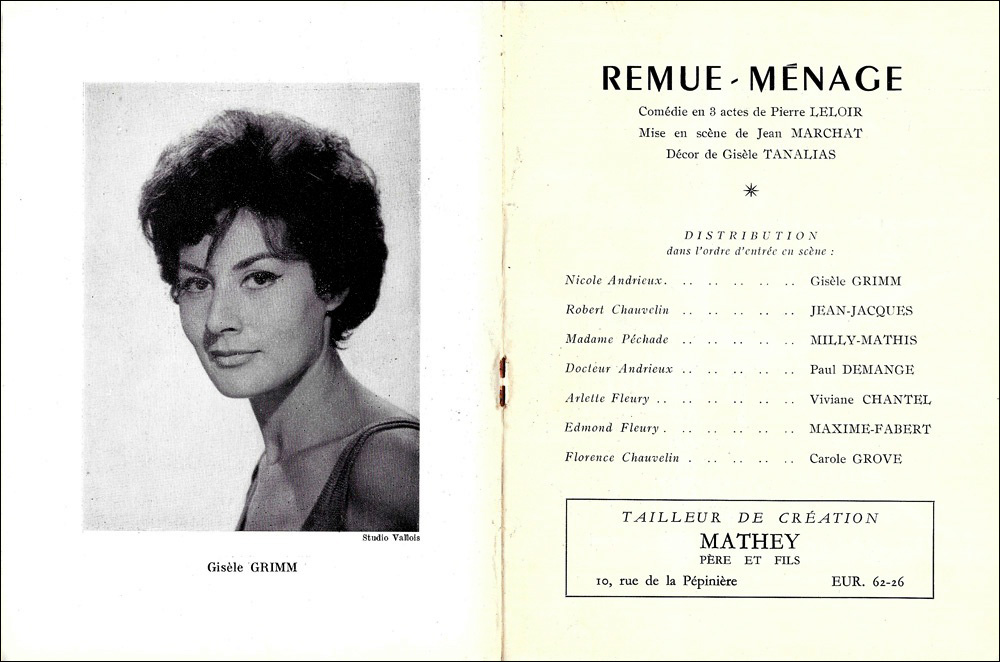 Studio Vallois
Gisèle GRIMM
REMUE-MÉNAGE
Comédie en 3 actes de Pierre LELOIR
Mise en scène de Jean MARCHAT
Décor de Gisèle TANALIAS
DISTRIBUTION
dans l'ordre d'entrée en scène :
Nicole Andrieux. .. .. .. .. .. Gisèle GRIMM
Robert Chauvelin .. .. .. .. .. JEAN-JACQUES
Madame Péchade .. .. .. .. .. MILLY-MATHIS
Docteur Andrieux .. .. .. .. .. Paul DEMANGE
Arlette Fleury .. .. .. .. .. .. Viviane CHANTEL
Edmond Fleury . .. .. .. .. .. MAXIME-FABERT
Florence Chauvelin . .. .. .. .. Carole GROVE
TAILLEUR DE CRÉATION
MATHEY
PÈRE ET FILS
10, rue de la Pépinière EUR. 62-26